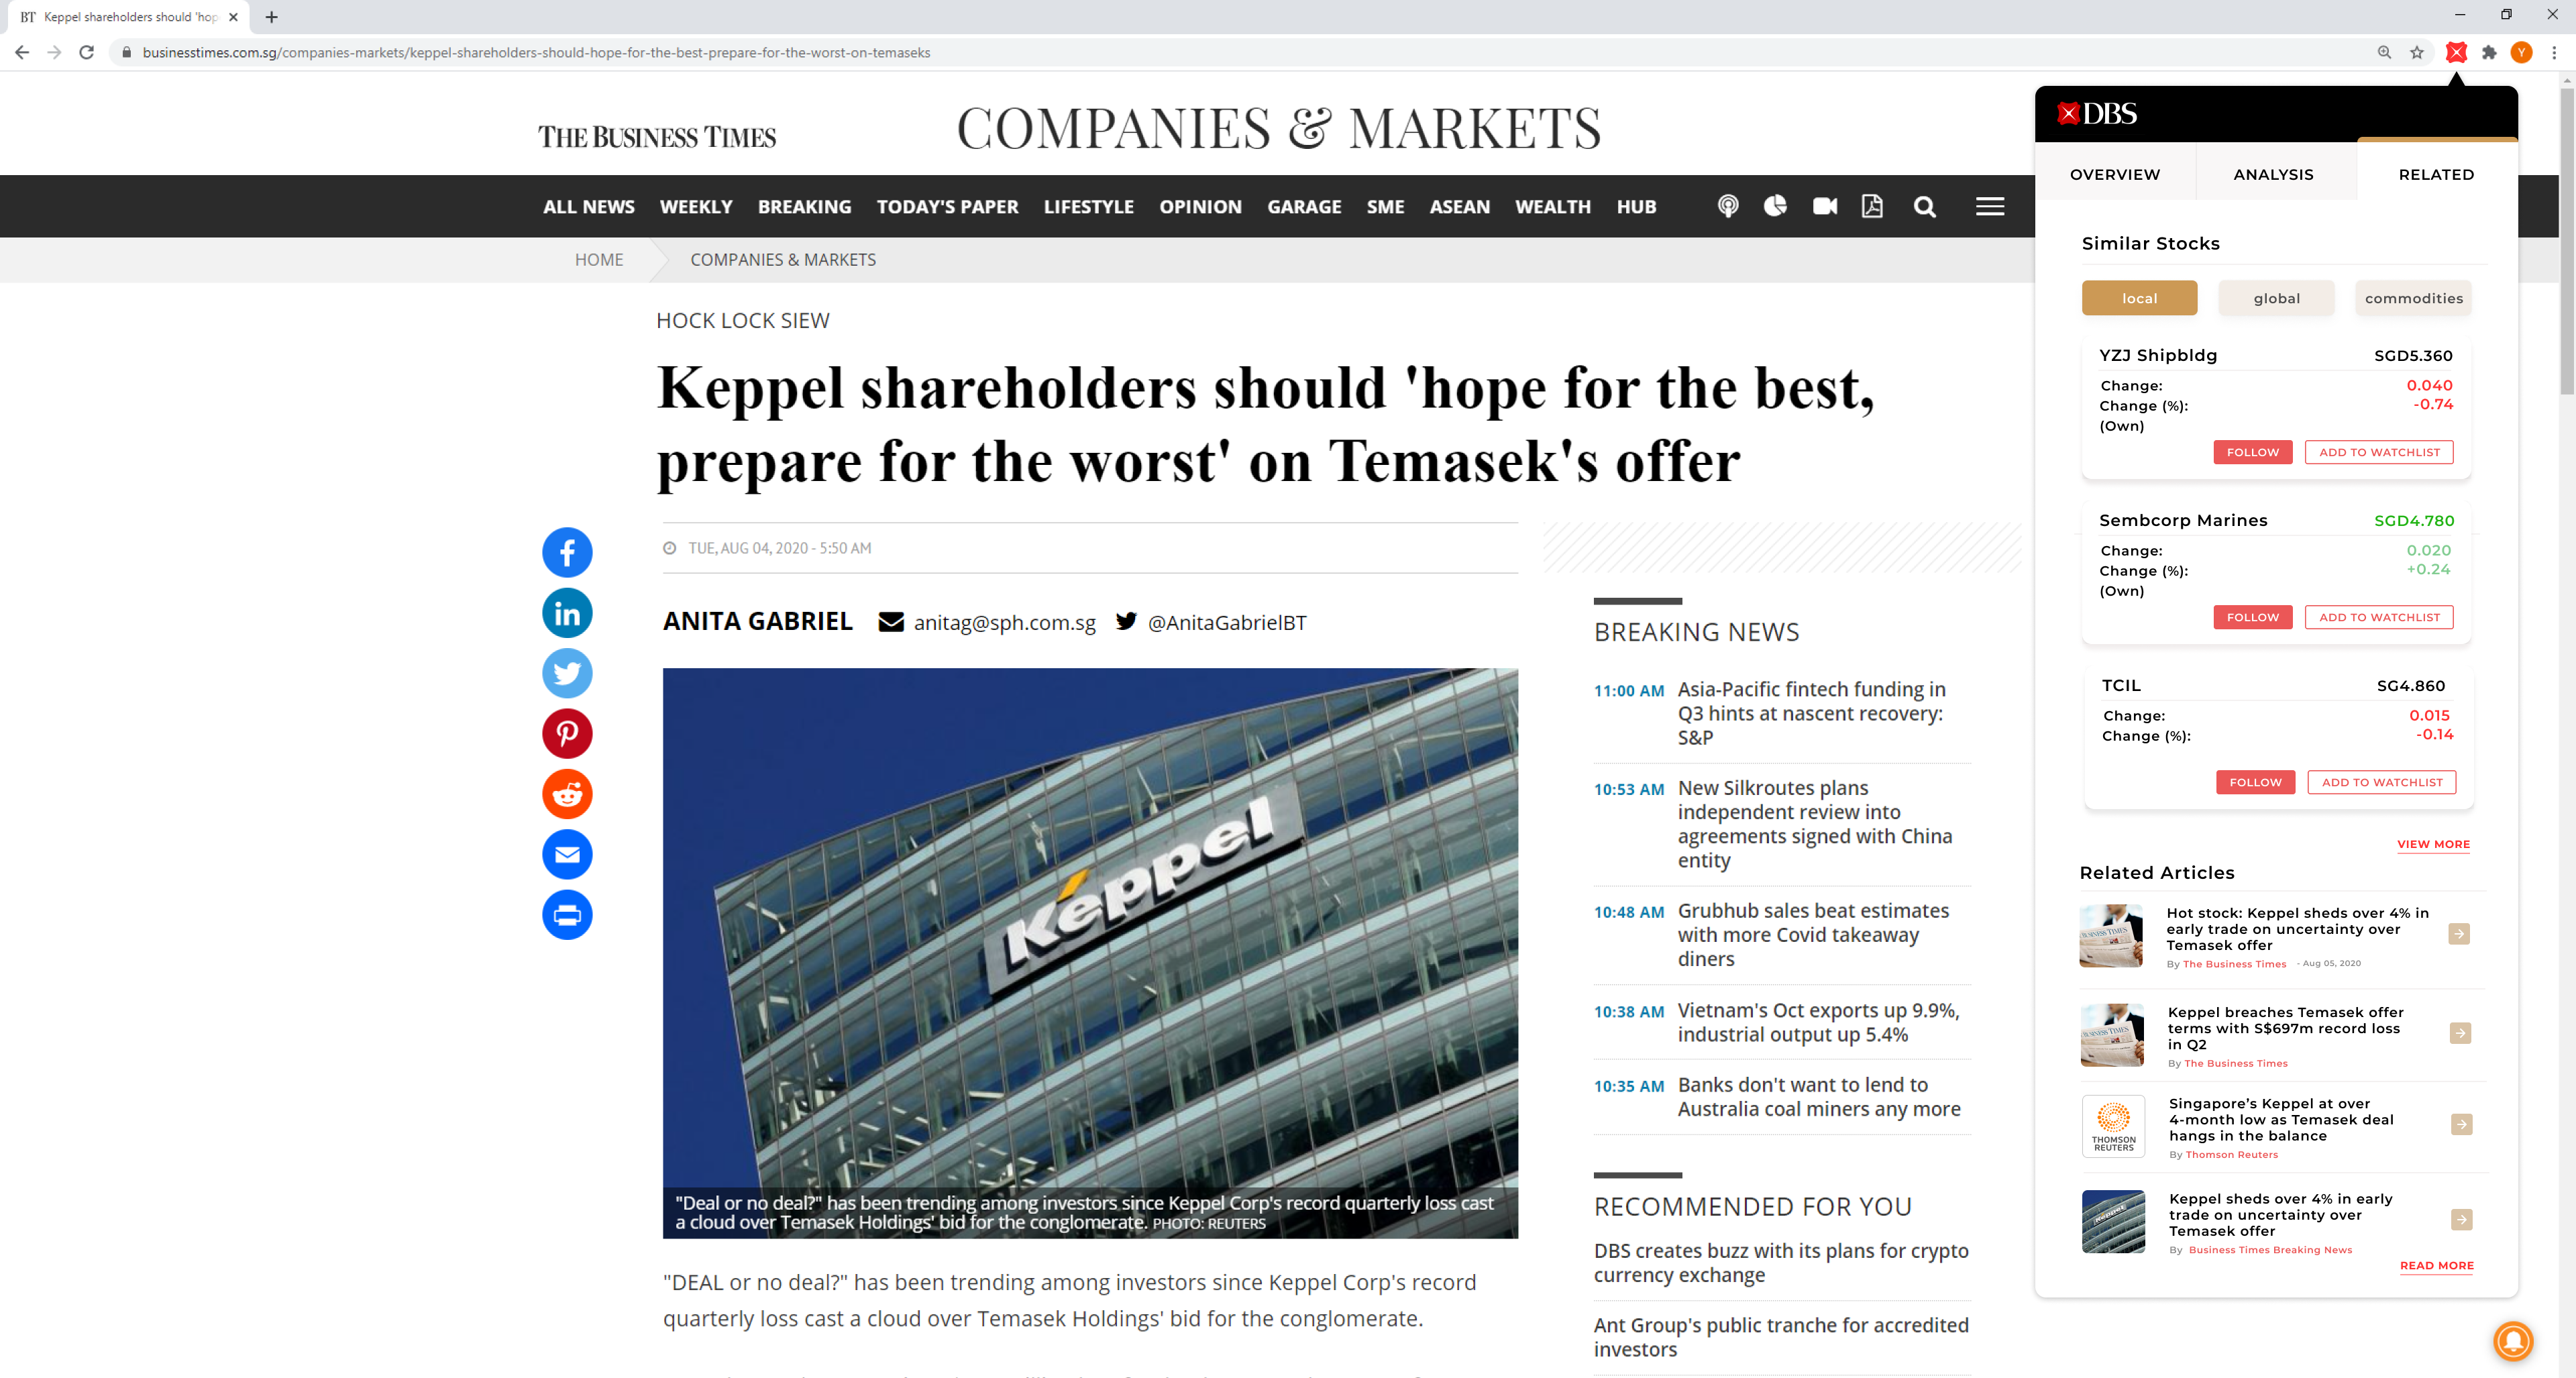 BT Keppel shareholders should 'hop
businesstimes.com.sg/companies-markets/keppel-shareholders-should-hope-for-the-best-prepare-for-the-worst-on-temaseks
Y
THE BUSINESS TIMES
COMPANIES & MARKETS
ALL NEWS WEEKLY BREAKING TODAY'S PAPER LIFESTYLE OPINION GARAGE SME ASEAN WEALTH HUB
HOME COMPANIES & MARKETS
HOCK LOCK SIEW
Keppel shareholders should 'hope for the best,
prepare for the worst' on Temasek's offer
TUE, AUG 04, 2020 - 5:50 AM
ANITA GABRIEL anitag@sph.com.sg @AnitaGabrielBT
Keppel
"Deal or no deal?" has been trending among investors since Keppel Corp's record quarterly loss cast
a cloud over Temasek Holdings' bid for the conglomerate. PHOTO: REUTERS
"DEAL or no deal?" has been trending among investors since Keppel Corp's record
quarterly loss cast a cloud over Temasek Holdings' bid for the conglomerate.
BREAKING NEWS
11:00 AM Asia-Pacific fintech funding in
Q3 hints at nascent recovery:
S&P
10:53 AM New Silkroutes plans
independent review into
agreements signed with China
entity
10:48 AM Grubhub sales beat estimates
with more Covid takeaway
diners
10:38 AM Vietnam's Oct exports up 9.9%,
industrial output up 5.4%
10:35 AM Banks don't want to lend to
Australia coal miners any more
RECOMMENDED FOR YOU
DBS creates buzz with its plans for crypto
currency exchange
Ant Group's public tranche for accredited
investors
DBS
OVERVIEW ANALYSIS RELATED
Similar Stocks
local global commodities
YZJ Shipbldg SGD5.360
Change: 0.040
Change (%): -0.74
(Own)
FOLLOW ADD TO WATCHLIST
Sembcorp Marines SGD4.780
Change: 0.020
Change (%): +0.24
(Own)
FOLLOW ADD TO WATCHLIST
TCIL SG4.860
Change: 0.015
Change (%): -0.14
FOLLOW ADD TO WATCHLIST
VIEW MORE
Related Articles
Hot stock: Keppel sheds over 4% in
early trade on uncertainty over
Temasek offer
By The Business Times - Aug 05, 2020
Keppel breaches Temasek offer
terms with S$697m record loss
in Q2
By The Business Times
THOMSON
REUTERS
Singapore's Keppel at over
4-month low as Temasek deal
hangs in the balance
By Thomson Reuters
Keppel sheds over 4% in early
trade on uncertainty over
Temasek offer
By Business Times Breaking News
READ MORE